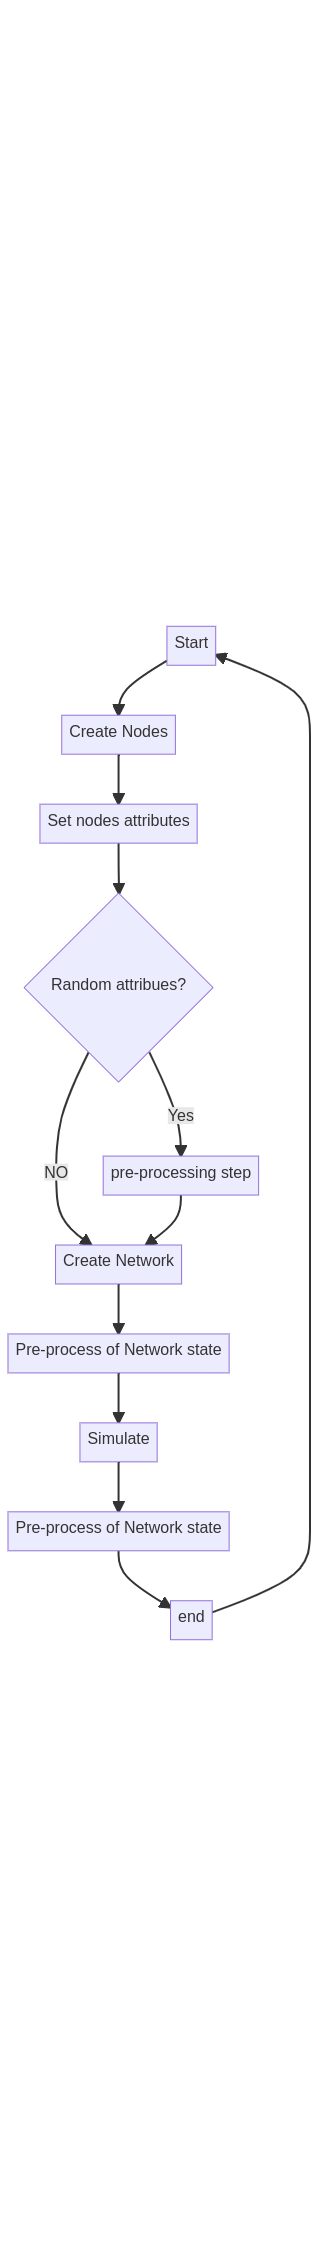 Start
Create Nodes
Set nodes attributes
Random attribues?
Yes
NO
pre-processing step
Create Network
Pre-process of Network state
Simulate
Pre-process of Network state
end